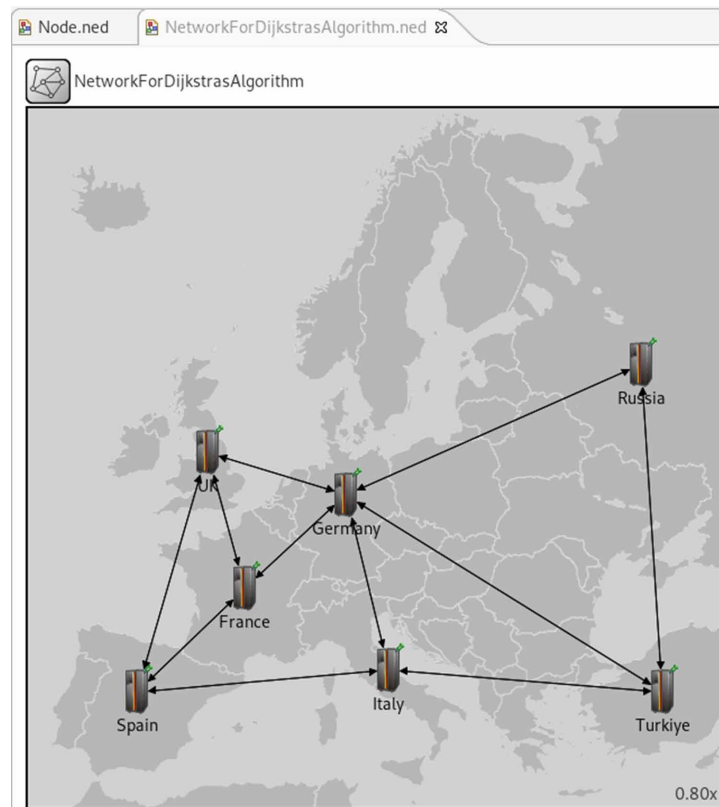 Node.ned
NetworkForDijkstrasAlgorithm.ned
NetworkForDijkstrasAlgorithm
Russia
UK
Germany
France
Italy
Spain
Turkiye
0.80x